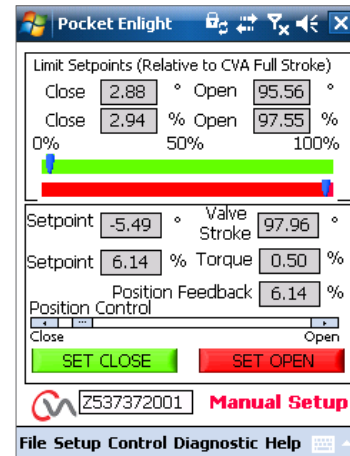 Pocket Enlight
Limit Setpoints (Relative to CVA Full Stroke)
Close 2.88 ° Open 95.56 °
Close 2.94 % Open 97.55 %
0% 50% 100%
Setpoint -5.49 ° Valve Stroke 97.96 °
Setpoint 6.14 % Torque 0.50 %
Position Feedback 6.14 %
Position Control
Close Open
SET CLOSE SET OPEN
Z537372001 Manual Setup
File Setup Control Diagnostic Help